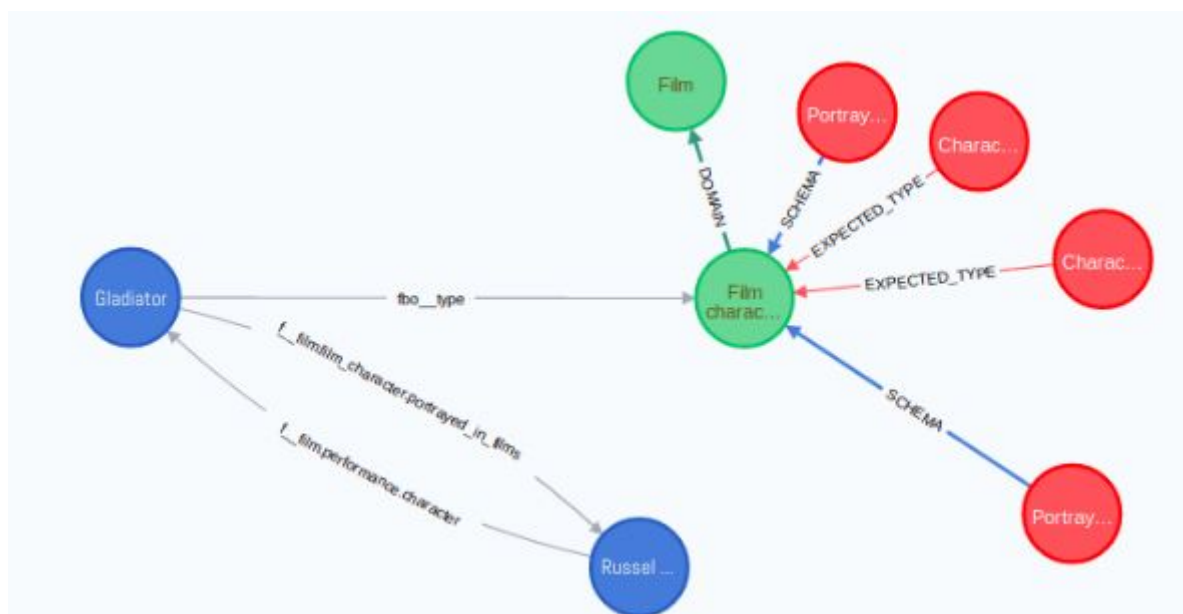 Film
Portray...
Charac...
DOMAIN
SCHEMA
EXPECTED_TYPE
Charac...
EXPECTED_TYPE
Gladiator
fbo__type
Film
charac...
f__film.film_character.portrayed_in_films
SCHEMA
f__film.performance.character
Portray...
Russel ...